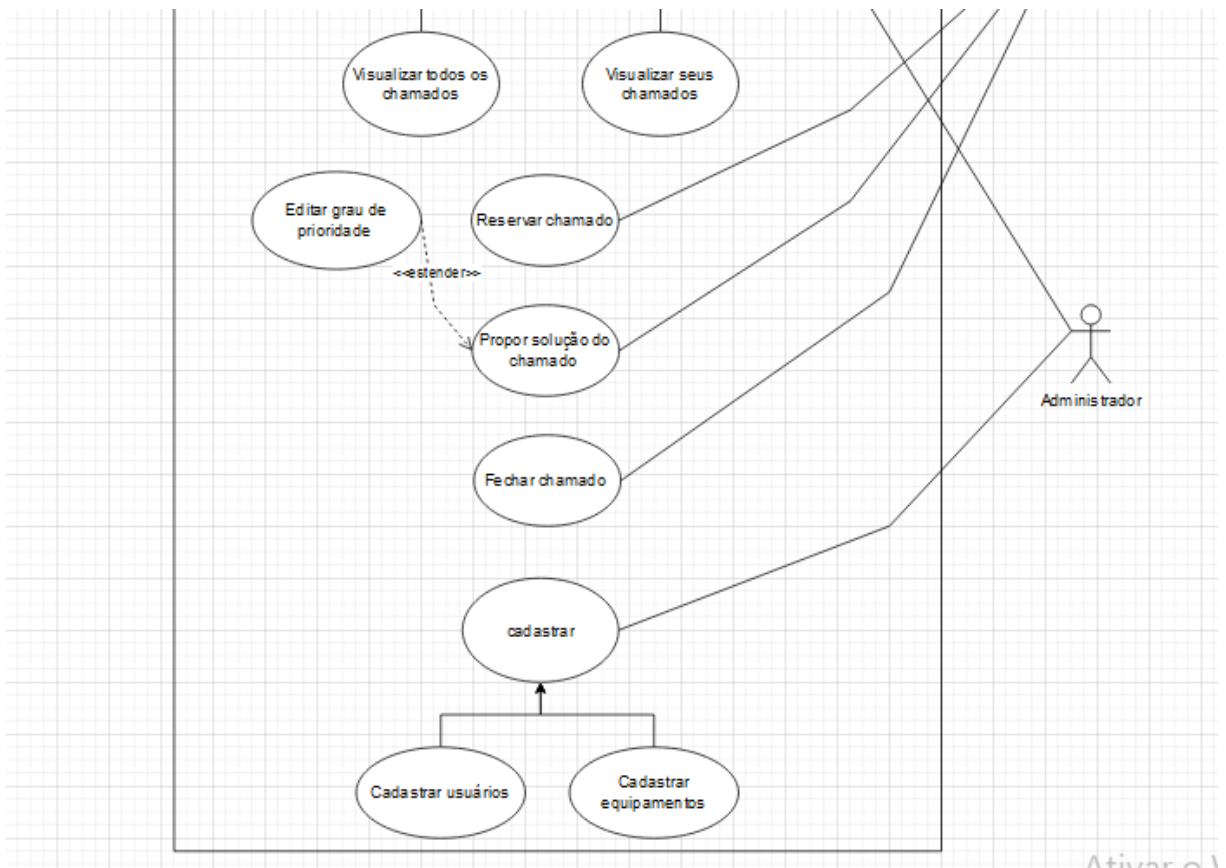 Visualizar todos os
chamados
Visualizar seus
chamados
Editar grau de
prioridade
Reservar chamado
<<estender>>
Propor solução do
chamado
Administrador
Fechar chamado
cadastrar
Cadastrar usuários
Cadastrar
equipamentos